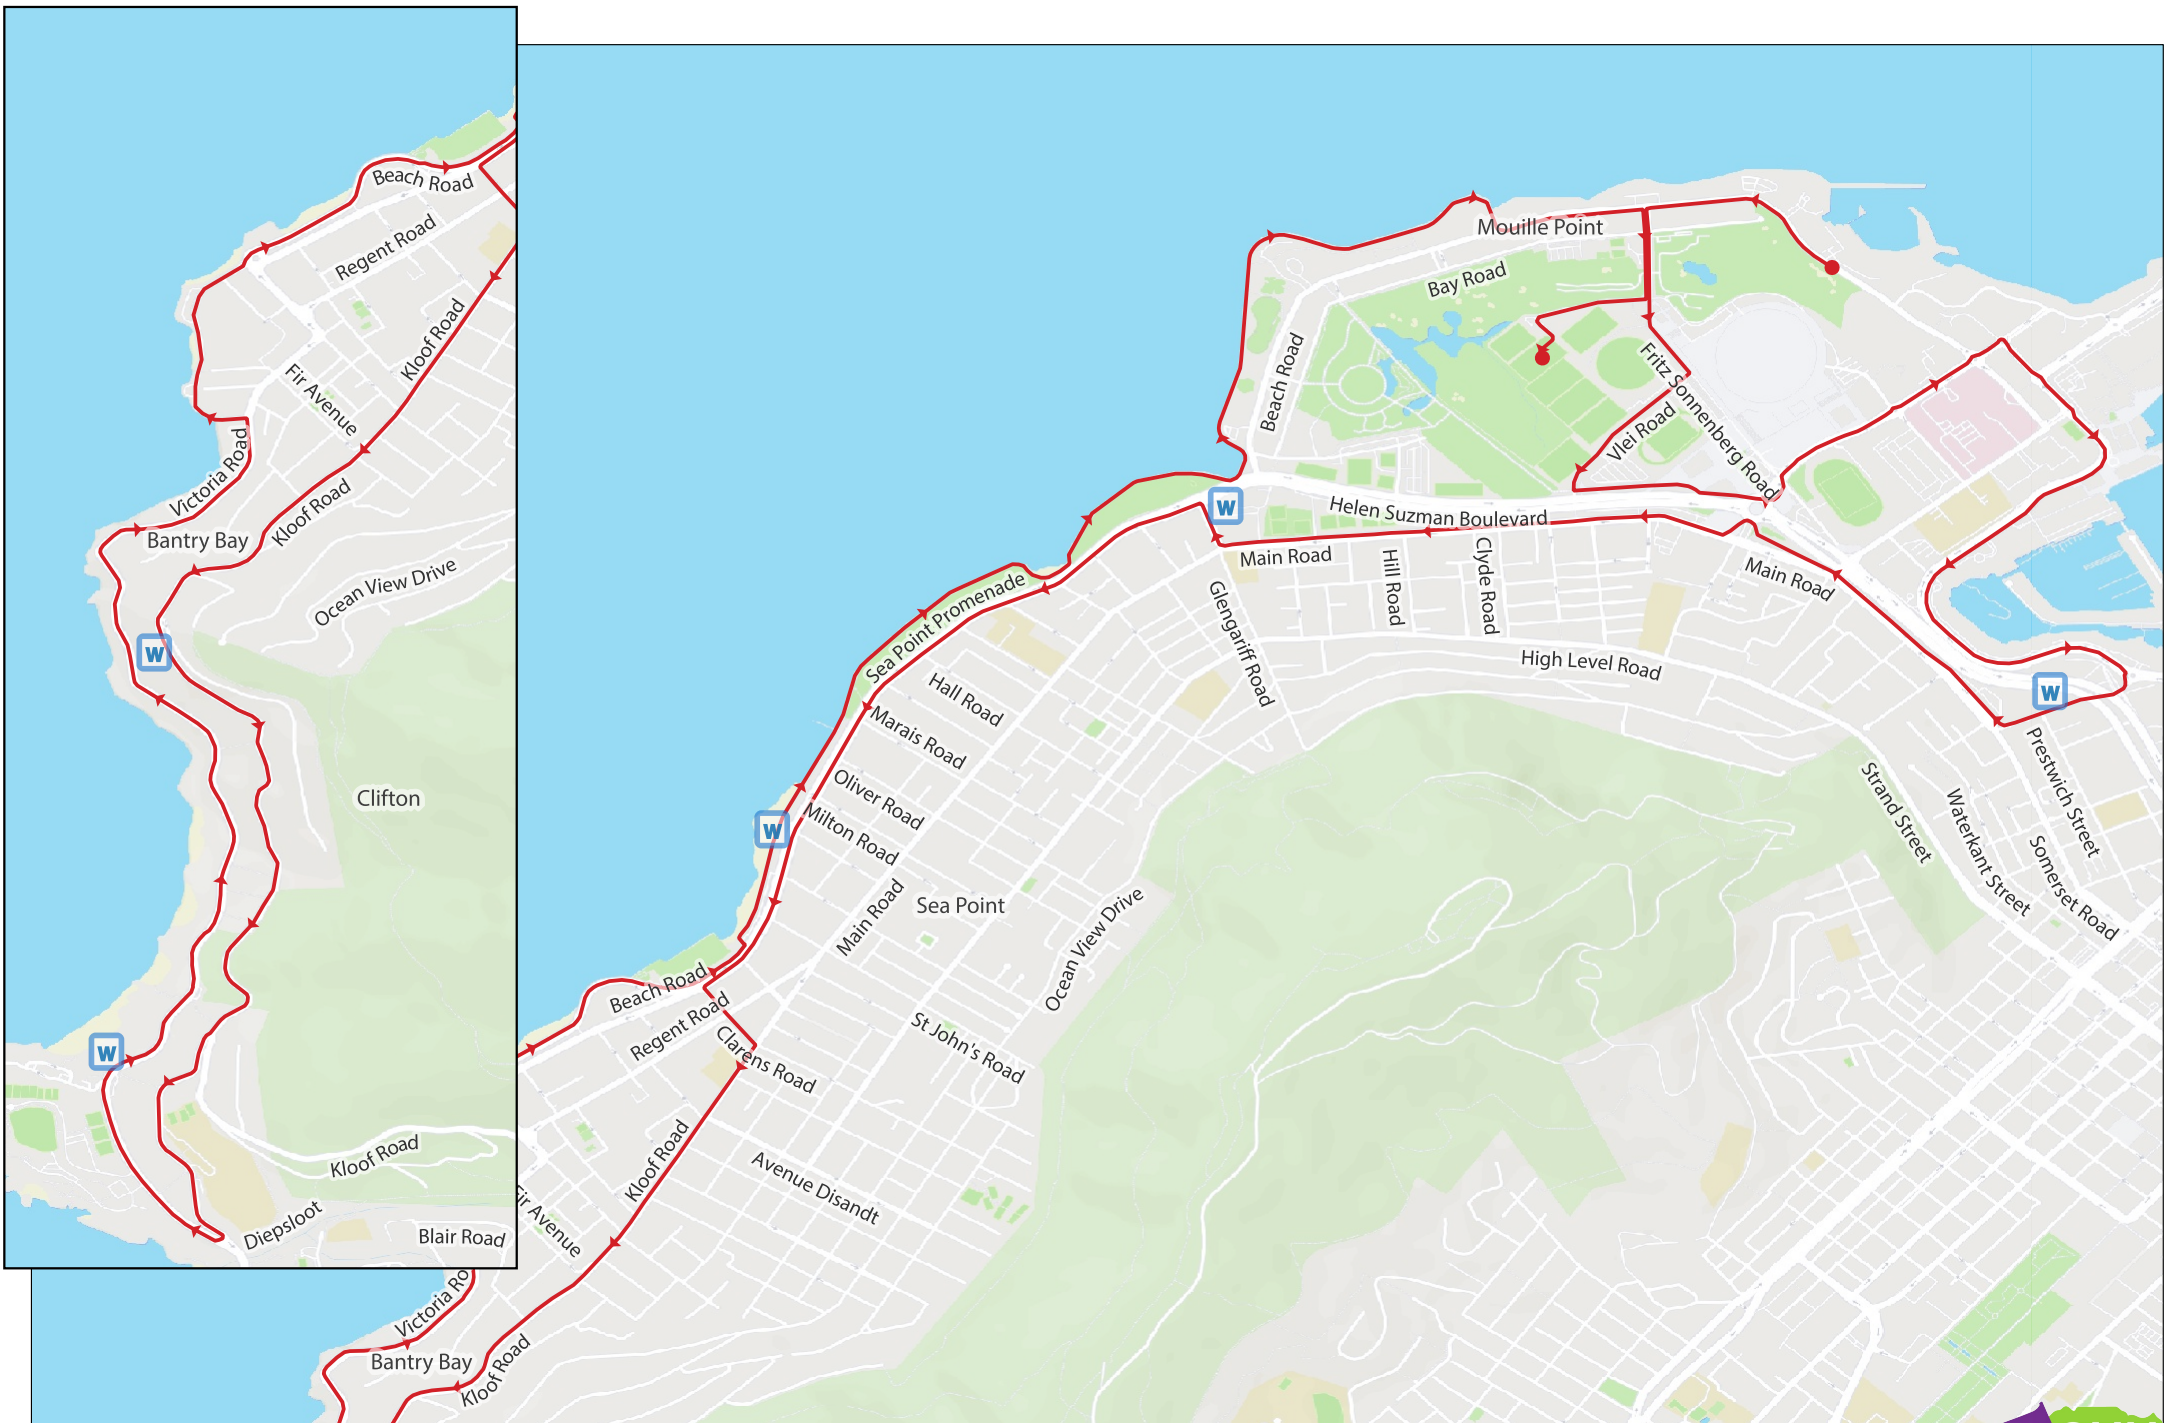 Beach Road
Regent Road
Kloof Road
Fir Avenue
Victoria Road
Kloof Road
Bantry Bay
Ocean View Drive
W
Clifton
W
Kloof Road
Diepsloot
Blair Road
Mouille Point
Bay Road
Beach Road
Fritz Sonnenberg Road
Vlei Road
W
Helen Suzman Boulevard
Main Road
Hill Road
Clyde Road
Main Road
Glengariff Road
High Level Road
Sea Point Promenade
Hall Road
Marais Road
Oliver Road
Milton Road
W
W
Prestwich Street
Strand Street
Waterkant Street
Somerset Road
Main Road
Sea Point
Ocean View Drive
Beach Road
Regent Road
Clarens Road
St John's Road
Kloof Road
Avenue Disandt
Fir Avenue
Victoria Ro
Bantry Bay
Kloof Road